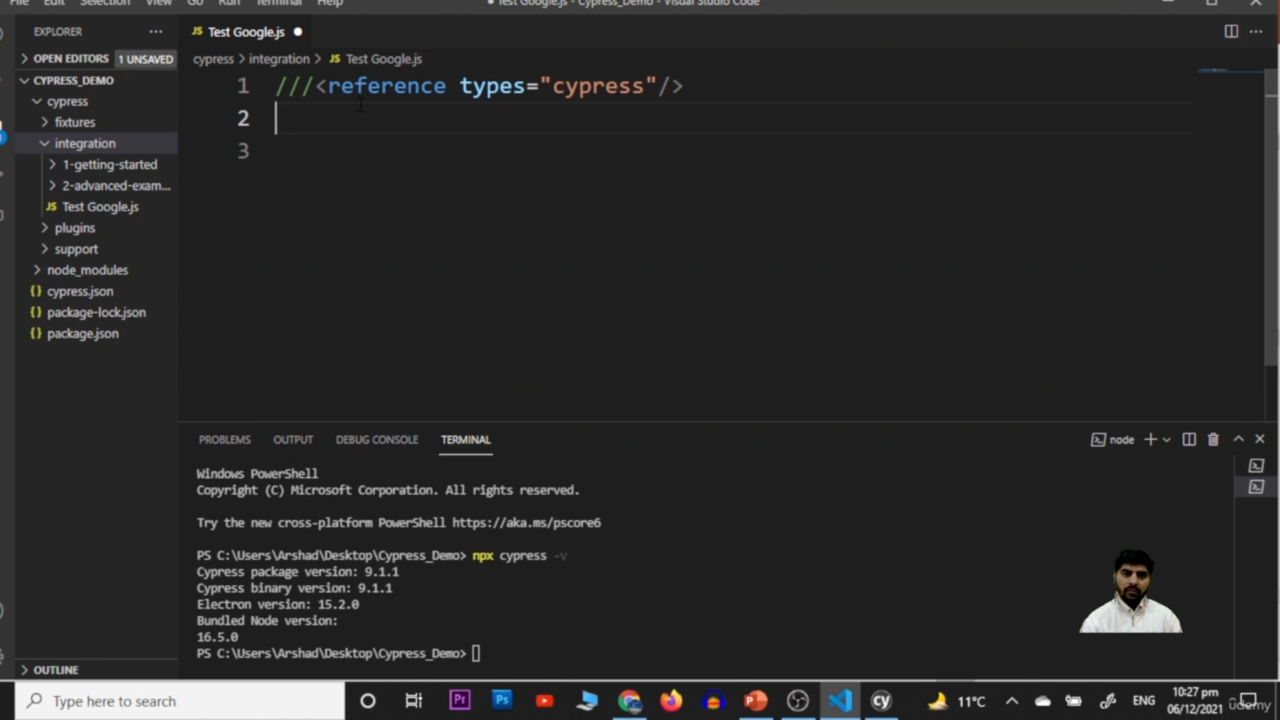 File Edit Selection View Go Run Terminal Help
Test Google.js - Cypress_Demo - Visual Studio Code
EXPLORER
OPEN EDITORS 1 UNSAVED
CYPRESS_DEMO
cypress
fixtures
integration
1-getting-started
2-advanced-exam...
JS Test Google.js
plugins
support
node_modules
{} cypress.json
{} package-lock.json
{} package.json
OUTLINE
JS Test Google.js
cypress > integration > JS Test Google.js
1 ///<reference types="cypress"/>
2
3
PROBLEMS OUTPUT DEBUG CONSOLE TERMINAL
node
Windows PowerShell
Copyright (C) Microsoft Corporation. All rights reserved.
Try the new cross-platform PowerShell https://aka.ms/pscore6
PS C:\Users\Arshad\Desktop\Cypress_Demo> npx cypress -v
Cypress package version: 9.1.1
Cypress binary version: 9.1.1
Electron version: 15.2.0
Bundled Node version:
16.5.0
PS C:\Users\Arshad\Desktop\Cypress_Demo>
Type here to search
Pr
Ps
P
cy
11°C
ENG
10:27 pm
06/12/2021
udemy